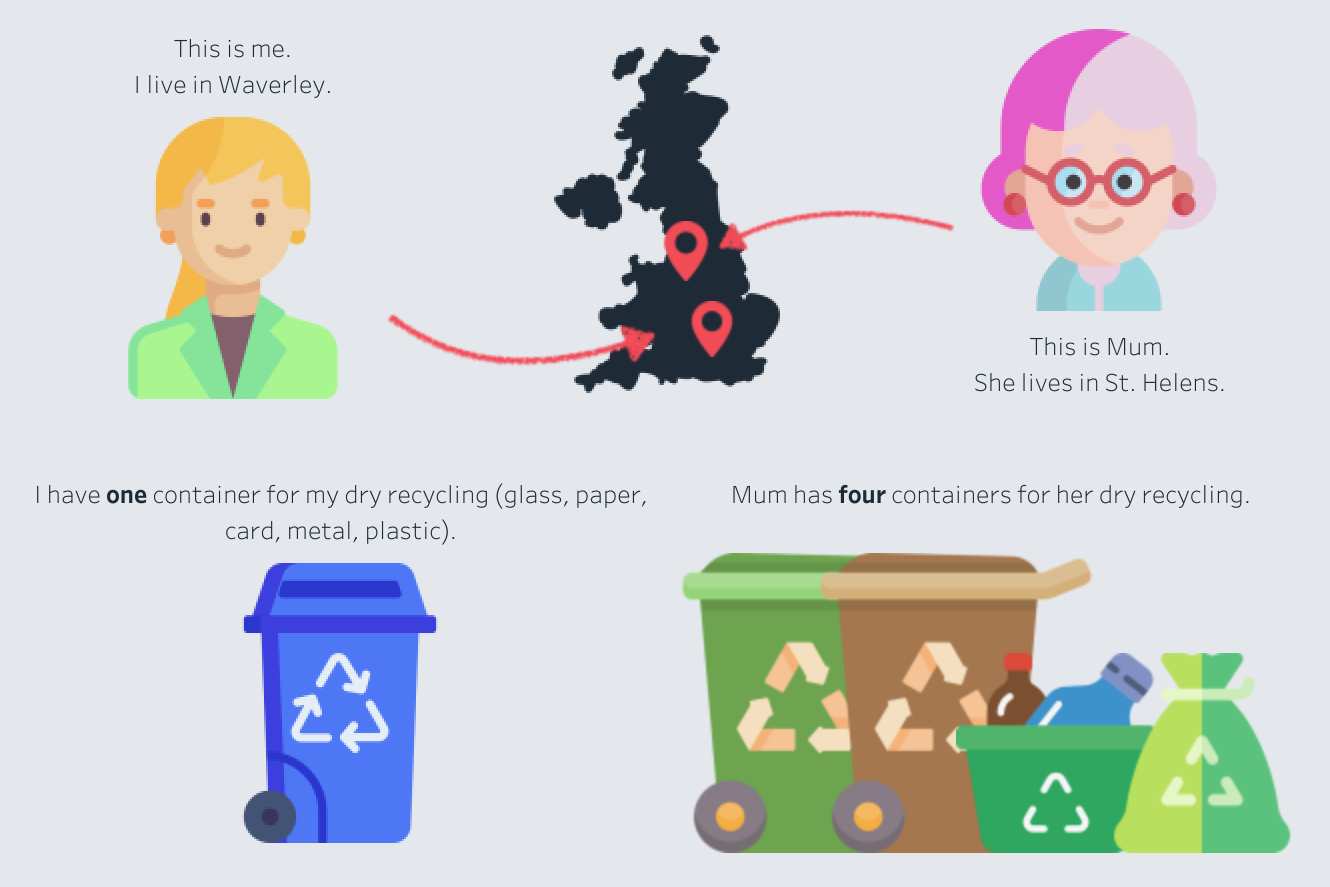 This is me.
I live in Waverley.
This is Mum.
She lives in St. Helens.
I have one container for my dry recycling (glass, paper,
card, metal, plastic).
Mum has four containers for her dry recycling.